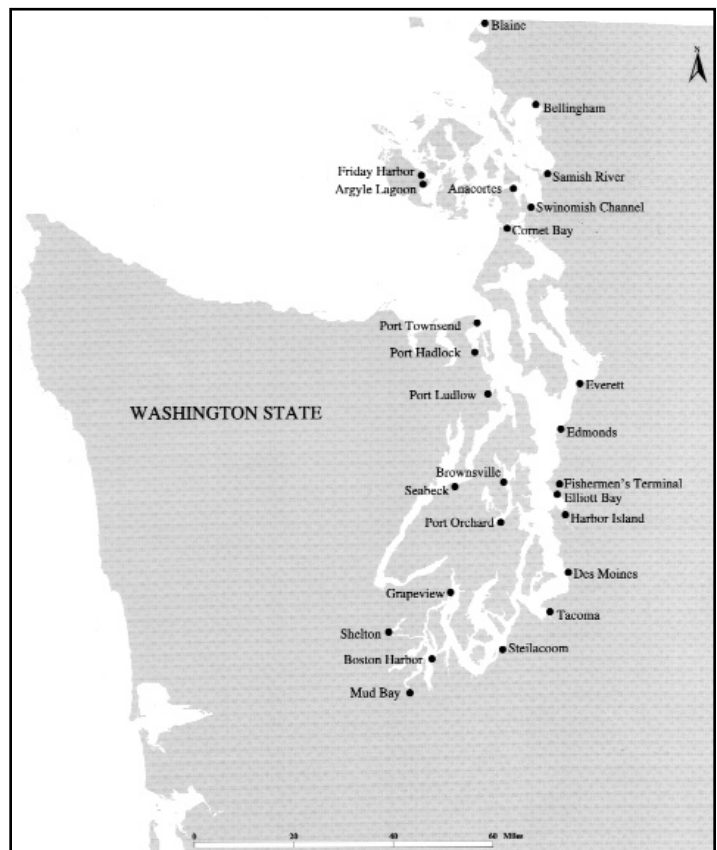 Blaine
N
Bellingham
Friday Harbor
Samish River
Argyle Lagoon
Anacortes
Swinomish Channel
Cornet Bay
Port Townsend
Port Hadlock
Everett
Port Ludlow
WASHINGTON STATE
Edmonds
Brownsville
Fishermen's Terminal
Seabeck
Elliott Bay
Harbor Island
Port Orchard
Des Moines
Grapeview
Tacoma
Shelton
Steilacoom
Boston Harbor
Mud Bay
0 20 40 60 Miles